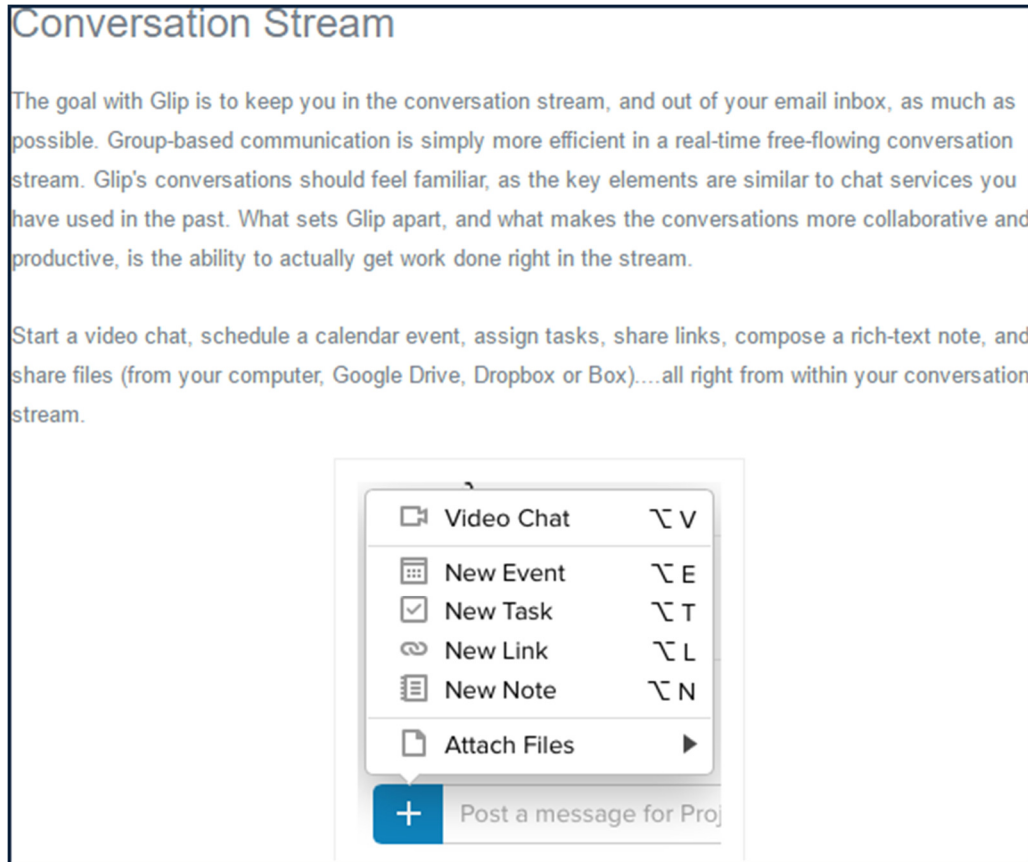 Conversation Stream
The goal with Glip is to keep you in the conversation stream, and out of your email inbox, as much as
possible. Group-based communication is simply more efficient in a real-time free-flowing conversation
stream. Glip's conversations should feel familiar, as the key elements are similar to chat services you
have used in the past. What sets Glip apart, and what makes the conversations more collaborative and
productive, is the ability to actually get work done right in the stream.
Start a video chat, schedule a calendar event, assign tasks, share links, compose a rich-text note, and
share files (from your computer, Google Drive, Dropbox or Box)....all right from within your conversation
stream.
Video Chat ⌥ V
New Event ⌥ E
New Task ⌥ T
New Link ⌥ L
New Note ⌥ N
Attach Files ▶
+ Post a message for Proj